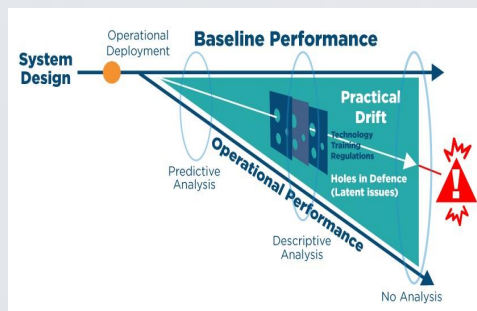 Operational
Deployment
Baseline Performance
System
Design
Practical
Drift
Technology
Training
Regulations
Predictive
Analysis
Holes in Defence
(Latent issues)
Operational Performance
Descriptive
Analysis
No Analysis